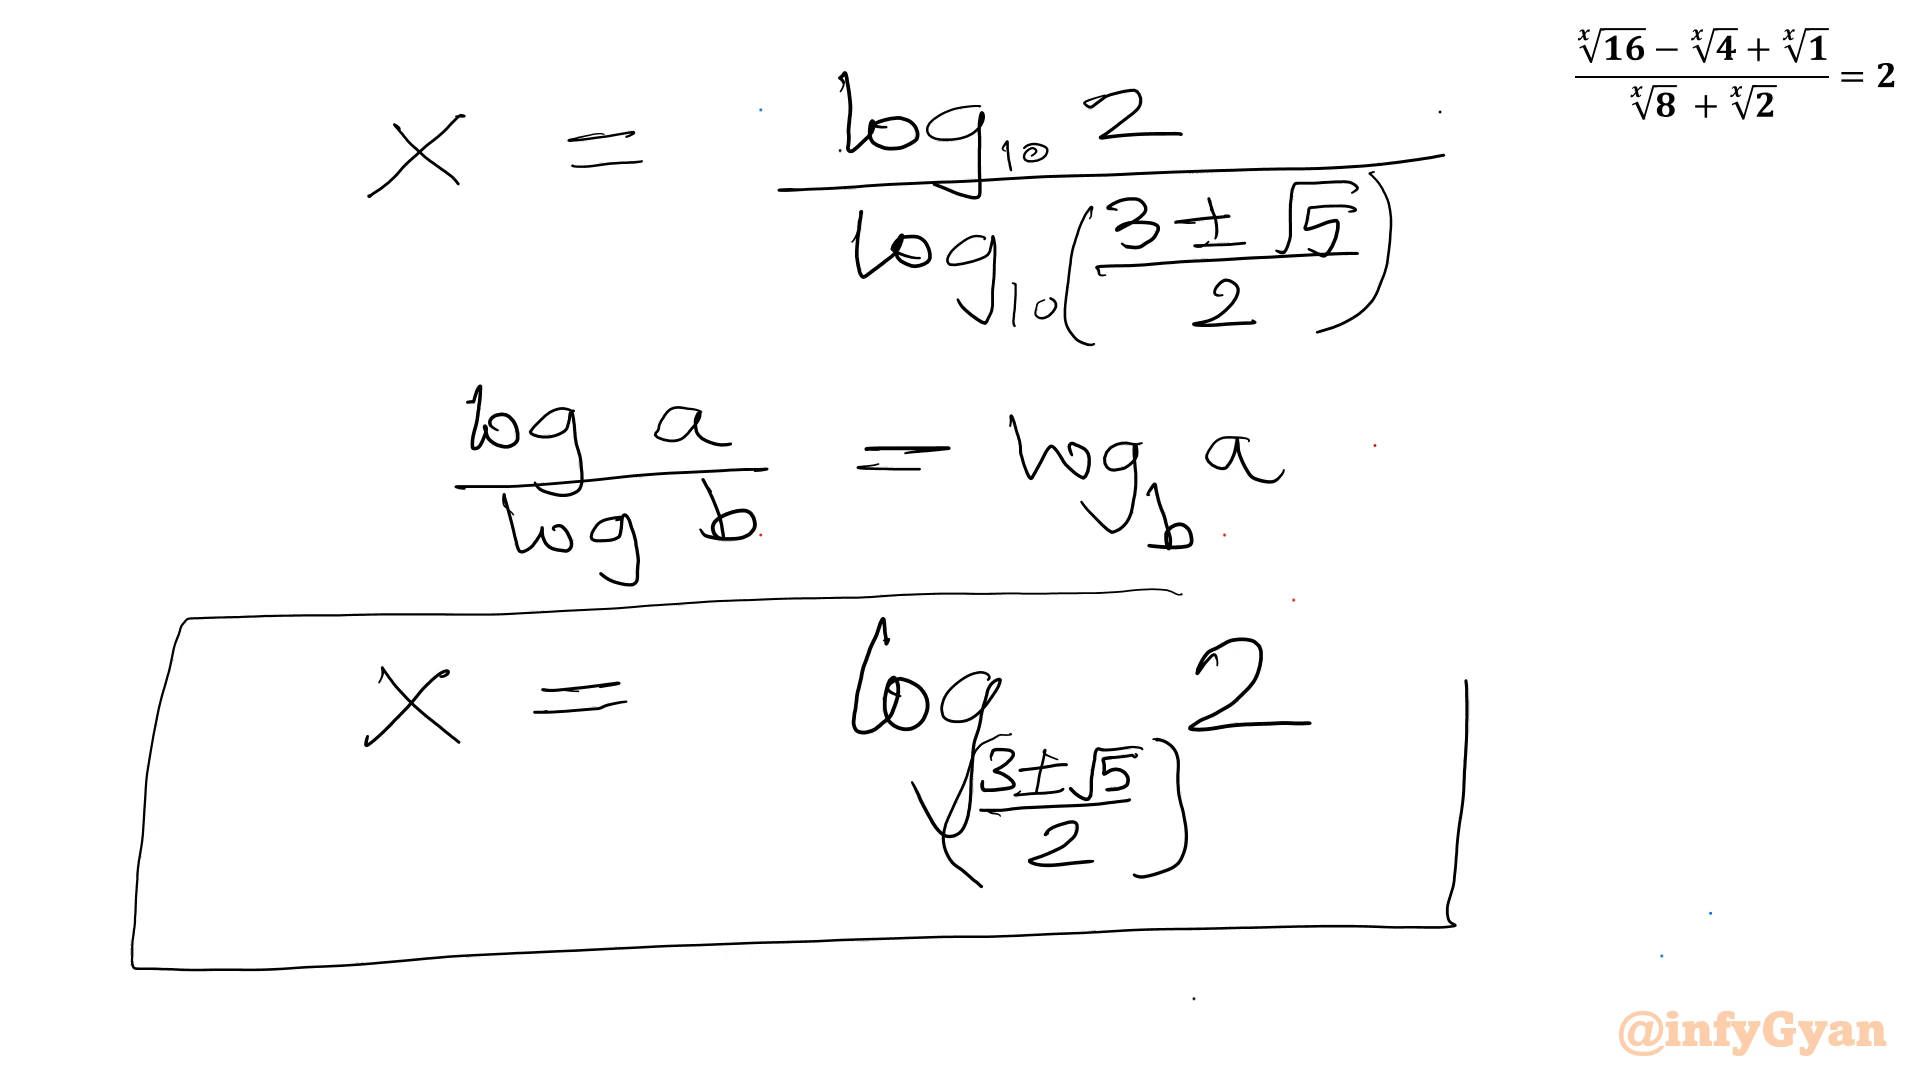 ˣ√16 − ˣ√4 + ˣ√1 / ˣ√8 + ˣ√2 = 2
x = log₁₀ 2 / log₁₀ ((3 ± √5) / 2)
log a / log b = log_b a
x = log_((3 ± √5) / 2) 2
@infyGyan